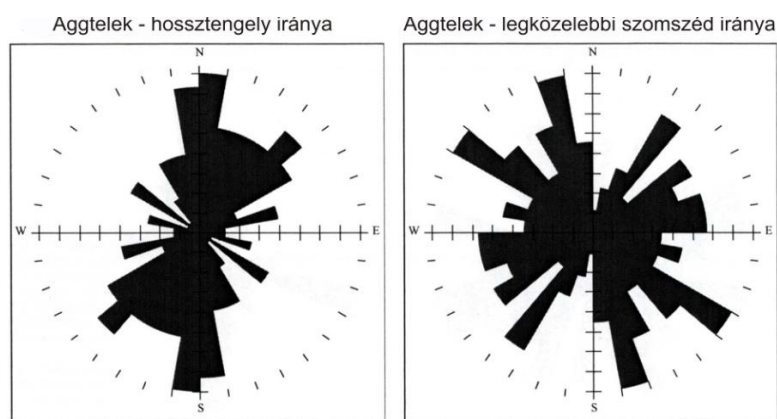 Aggtelek - hossztengely iránya
N
W
E
S
Aggtelek - legközelebbi szomszéd iránya
N
W
E
S